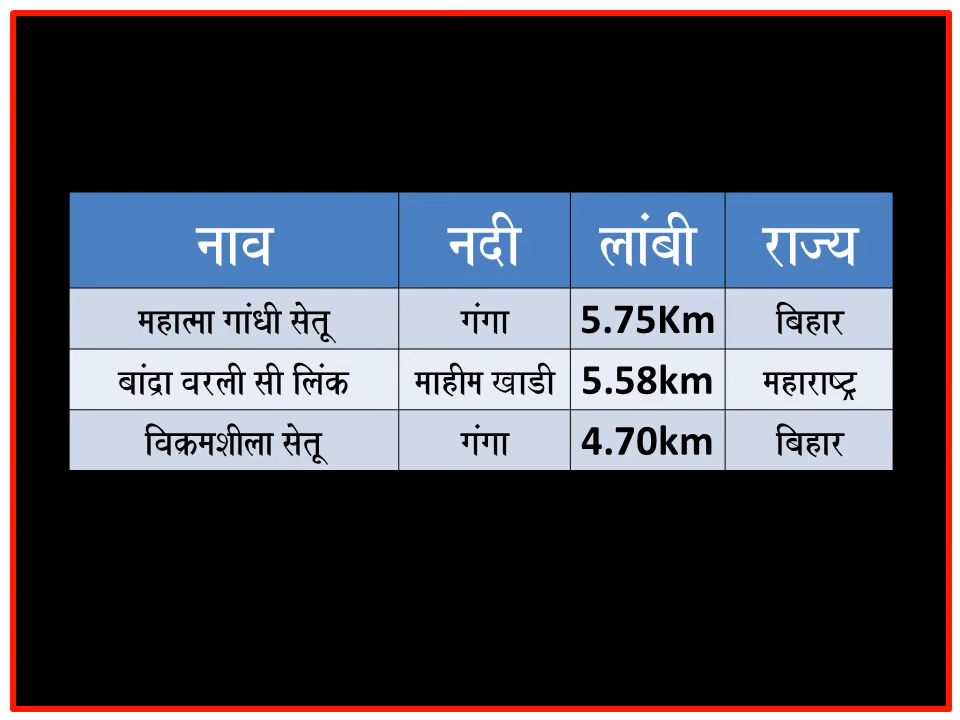 नाव नदी लांबी राज्य
महात्मा गांधी सेतू गंगा 5.75Km बिहार
बांद्रा वरली सी लिंक माहीम खाडी 5.58km महाराष्ट्र
विक्रमशीला सेतू गंगा 4.70km बिहार